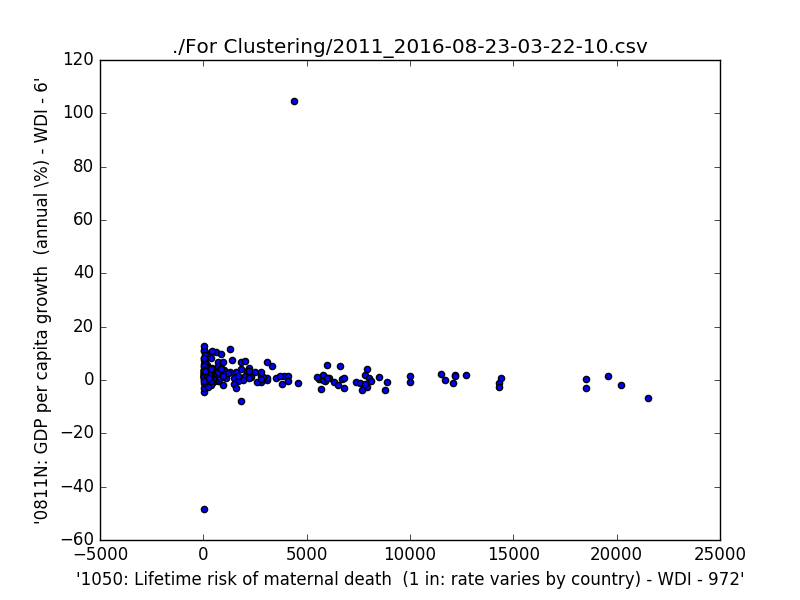 ./For Clustering/2011_2016-08-23-03-22-10.csv
120
100
80
60
40
20
0
−20
−40
−60
'0811N: GDP per capita growth  (annual \%) - WDI - 6'
−5000 0 5000 10000 15000 20000 25000
'1050: Lifetime risk of maternal death  (1 in: rate varies by country) - WDI - 972'